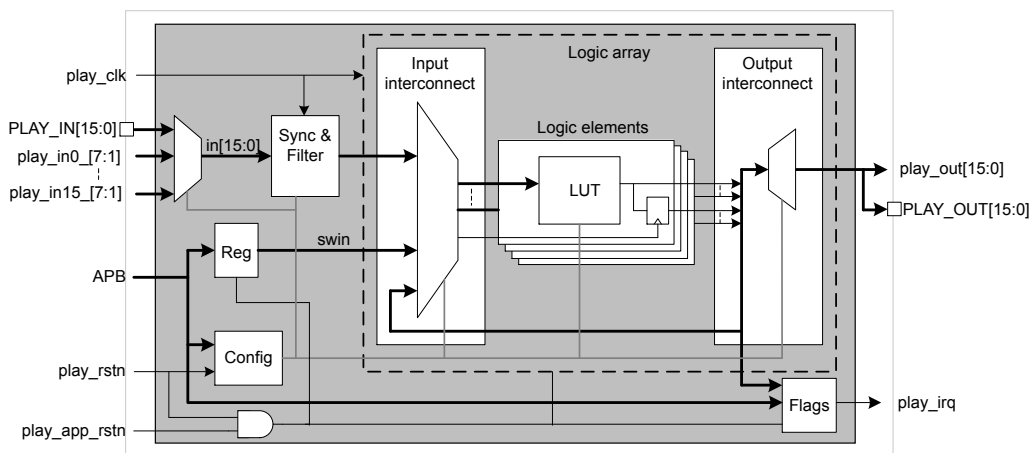 Logic array
Input
interconnect
Output
interconnect
play_clk
PLAY_IN[15:0]
Sync &
Filter
Logic elements
in[15:0]
play_in0_[7:1]
play_in15_[7:1]
LUT
play_out[15:0]
PLAY_OUT[15:0]
swin
Reg
APB
Config
play_rstn
Flags
play_irq
play_app_rstn